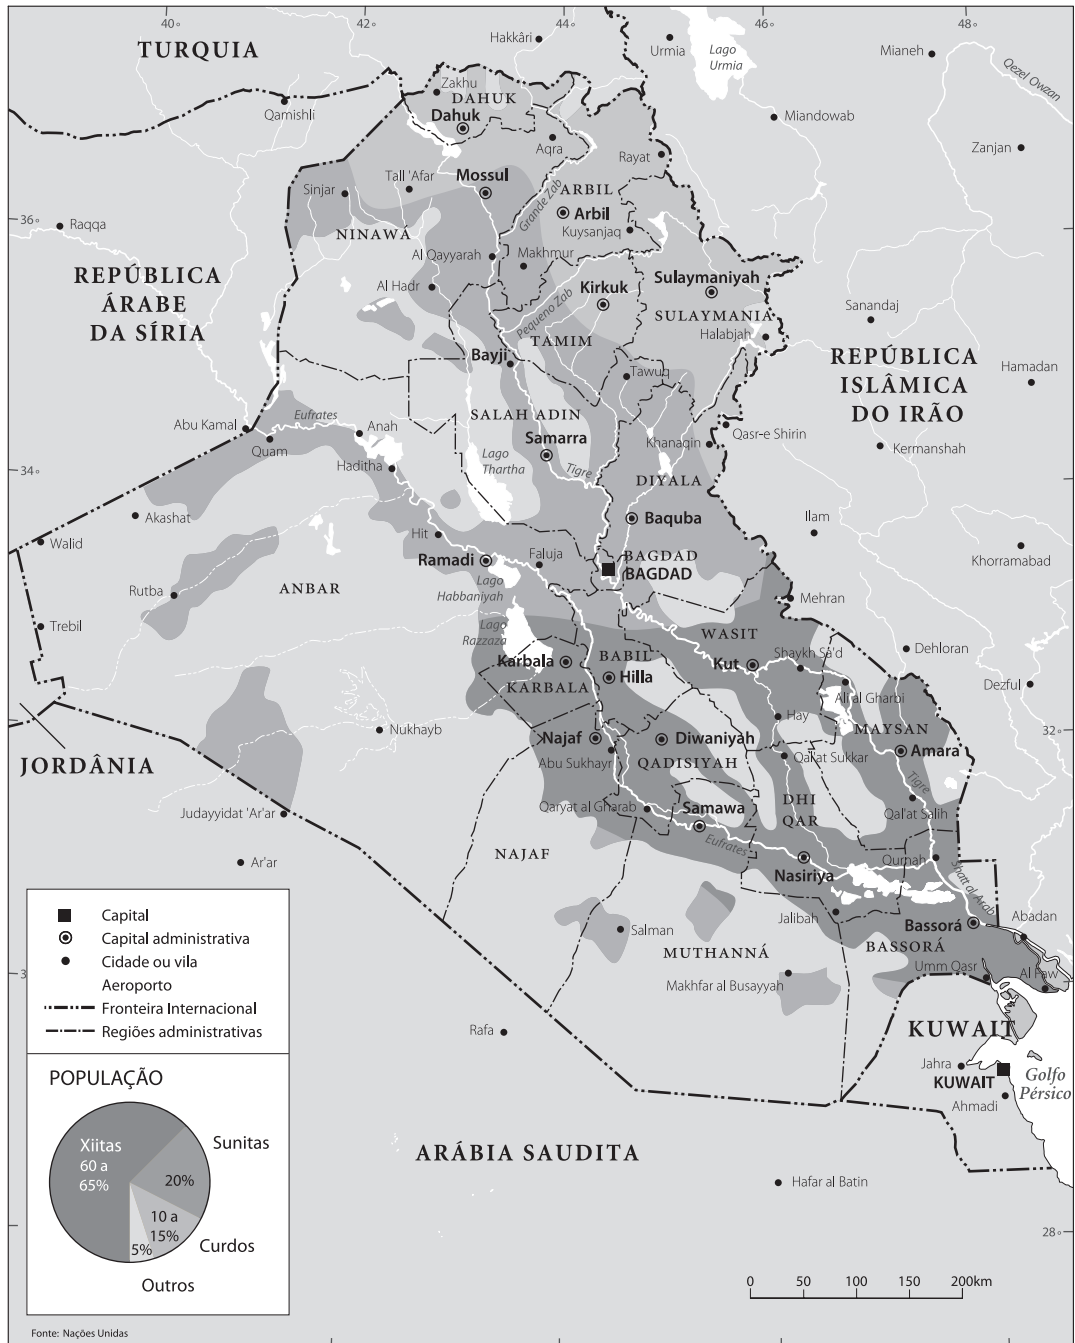 40°
42
44
46
48
TURQUIA
Hakkâri
Urmia
Lago
Urmia
Mianeh
Qezel Owzan
Zakhu
DAHUK
Dahuk
Qamishli
Aqra
Rayat
Miandowab
Zanjan
Sinjar
Tall 'Afar
Mossul
ARBIL
Grande Zab
Arbil
Kuysanjaq
36°
Raqqa
NINAWÁ
Al Qayyarah
Makhmur
REPÚBLICA
ÁRABE
DA SÍRIA
Al Hadr
Kirkuk
Sulaymaniyah
Pequeno Zab
SULAYMANIA
Sanandaj
Halabjah
TAMIM
Bayji
Tawuq
REPÚBLICA
ISLÂMICA
DO IRÃO
Hamadan
Abu Kamal
Eufrates
Anah
SALAH ADIN
Quam
Samarra
Khanaqin
Qasr-e Shirin
Kermanshah
Haditha
Lago
Thartha
Tigre
34°
DIYALA
Akashat
Baquba
Ilam
Walid
Hit
Ramadi
Faluja
BAGDAD
BAGDAD
Khorramabad
Rutba
ANBAR
Lago
Habbaniyah
Mehran
Trebil
Lago
Razzaza
WASIT
Karbala
BABIL
Kut
Shaykh Sa'd
Dehloran
Hilla
Ali al Gharbi
Dezful
KARBALA
Hay
Nukhayb
MAYSAN
Najaf
Diwaniyah
Amara
32°
Abu Sukhayr
QADISIYAH
Qal'at Sukkar
JORDÂNIA
Tigre
Judayyidat 'Ar'ar
Qaryat al Gharab
Samawa
DHI
QAR
Qal'at Salih
Eufrates
NAJAF
Ar'ar
Nasiriya
Qurnah
Shatt al Arab
Jalibah
Bassorá
Abadan
Salman
MUTHANNÁ
BASSORÁ
Makhfar al Busayyah
Umm Qasr
Al Faw
Rafa
KUWAIT
Jahra
KUWAIT
Golfo
Pérsico
Ahmadi
ARÁBIA SAUDITA
Hafar al Batin
28°
Capital
Capital administrativa
Cidade ou vila
Aeroporto
Fronteira Internacional
Regiões administrativas
POPULAÇÃO
Xiitas
60 a
65%
Sunitas
20%
10 a
15%
Curdos
5%
Outros
0 50 80 100 150 200km
Fonte: Nações Unidas